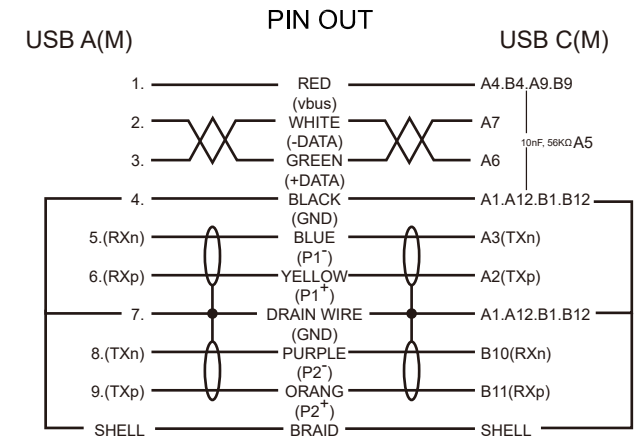 PIN OUT
USB A(M) USB C(M)
1. RED A4.B4.A9.B9
(vbus)
2. WHITE A7
(-DATA) 10nF, 56KΩ A5
3. GREEN A6
(+DATA)
4. BLACK A1.A12.B1.B12
(GND)
5.(RXn) BLUE A3(TXn)
(P1-)
6.(RXp) YELLOW A2(TXp)
(P1+)
7. DRAIN WIRE A1.A12.B1.B12
(GND)
8.(TXn) PURPLE B10(RXn)
(P2-)
9.(TXp) ORANG B11(RXp)
(P2+)
SHELL BRAID SHELL